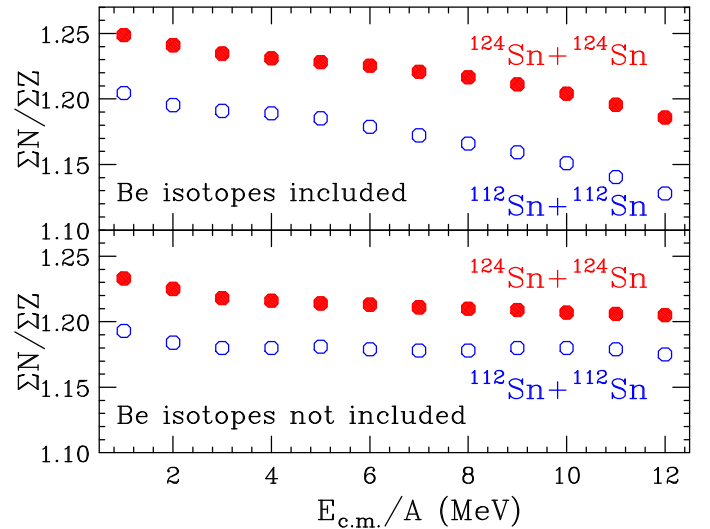 1.25
1.20
1.15
1.10
ΣN/ΣZ
¹²⁴Sn+¹²⁴Sn
Be isotopes included
¹¹²Sn+¹¹²Sn
1.25
1.20
1.15
1.10
ΣN/ΣZ
¹²⁴Sn+¹²⁴Sn
¹¹²Sn+¹¹²Sn
Be isotopes not included
2 4 6 8 10 12
E_c.m./A (MeV)